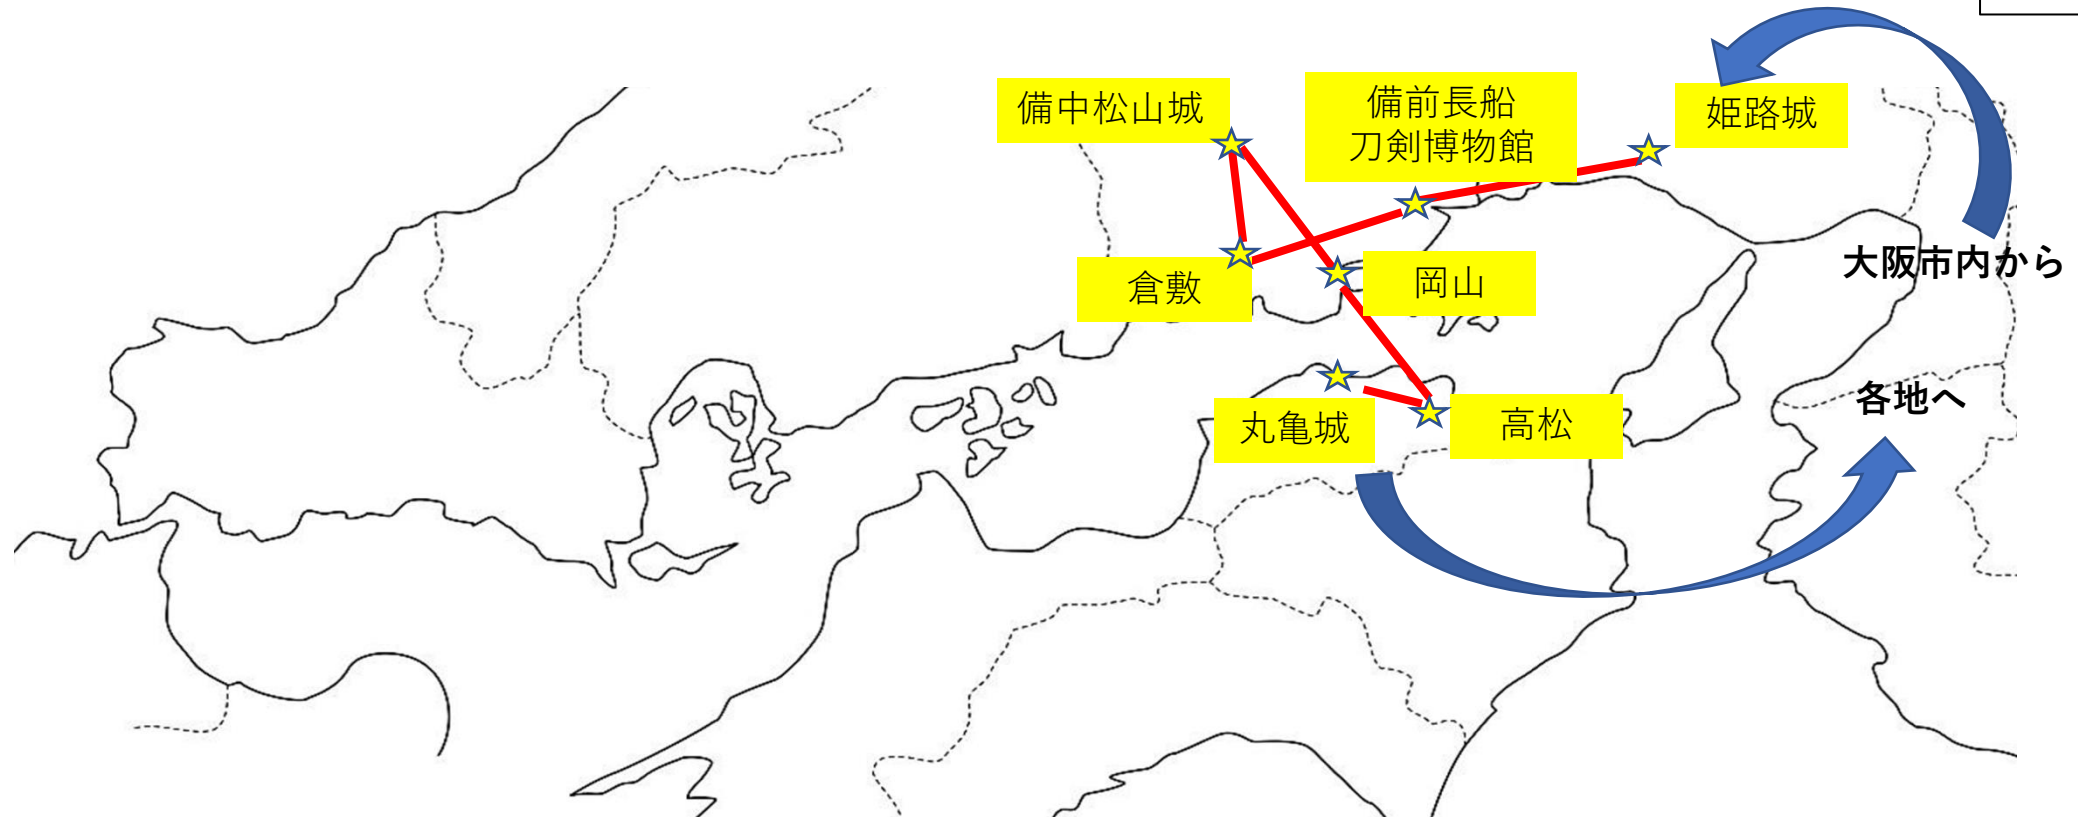 備中松山城
備前長船
刀剣博物館
姫路城
大阪市内から
倉敷
岡山
各地へ
丸亀城
高松